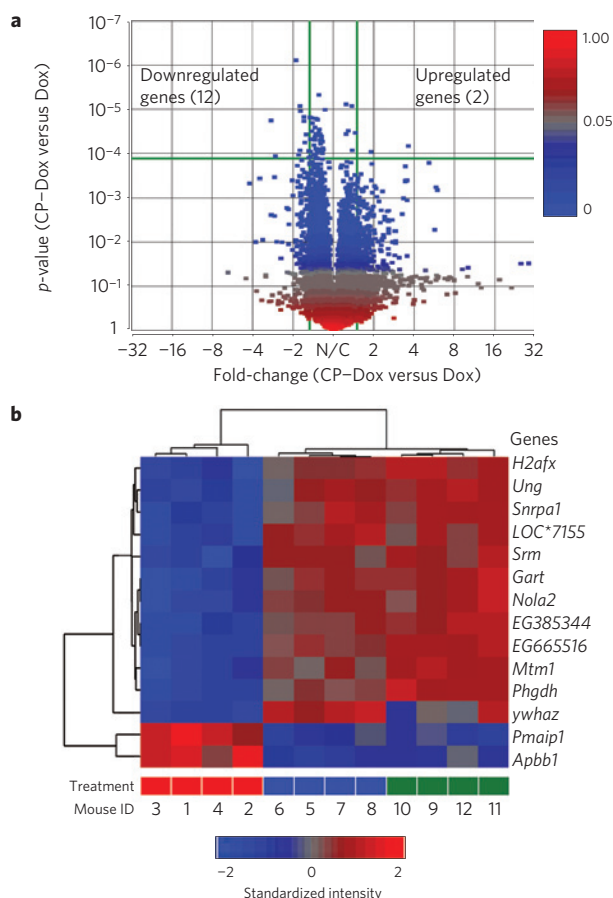 a
10⁻⁷
10⁻⁶
10⁻⁵
10⁻⁴
10⁻³
10⁻²
10⁻¹
1
p-value (CP–Dox versus Dox)
Downregulated
genes (12)
Upregulated
genes (2)
1.00
0.05
0
−32 −16 −8 −4 −2 N/C 2 4 8 16 32
Fold-change (CP–Dox versus Dox)
b
Genes
H2afx
Ung
Snrpa1
LOC*7155
Srm
Gart
Nola2
EG385344
EG665516
Mtm1
Phgdh
ywhaz
Pmaip1
Apbb1
Treatment
Mouse ID 3 1 4 2 6 5 7 8 10 9 12 11
−2 0 2
Standardized intensity